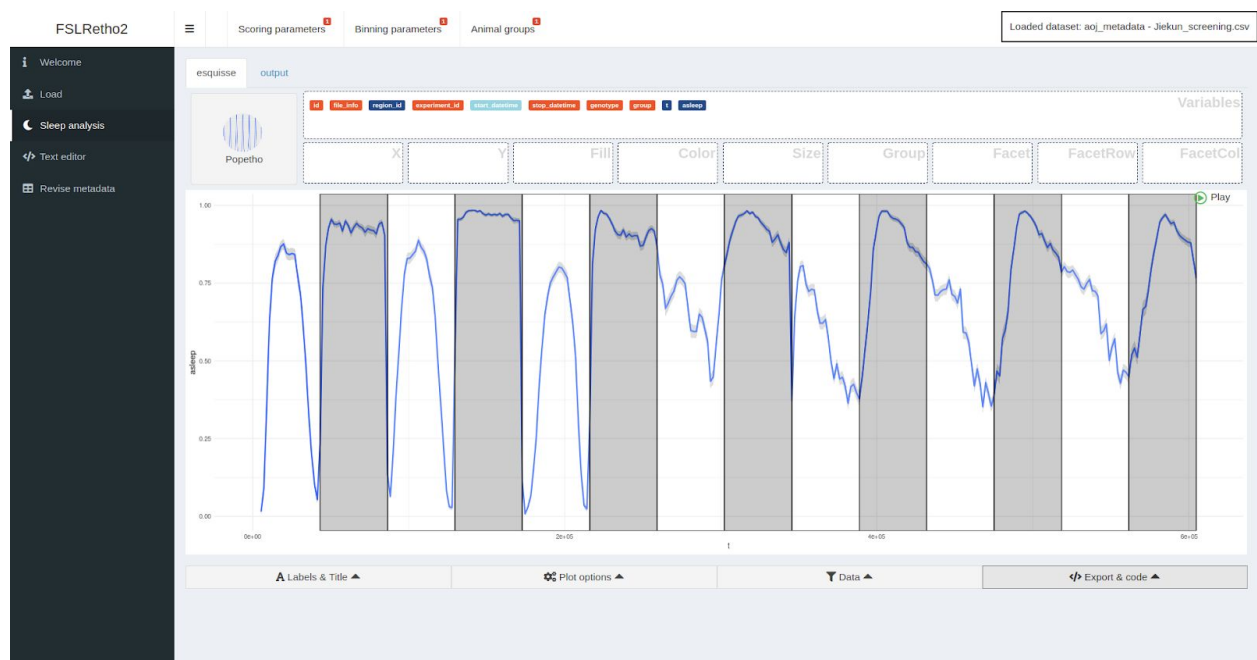 FSLRetho2
Scoring parameters 1
Binning parameters 1
Animal groups 1
Loaded dataset: aoj_metadata - Jiekun_screening.csv
Welcome
Load
Sleep analysis
Text editor
Revise metadata
esquisse
output
Popetho
id file_info region_id experiment_id start_datetime stop_datetime genotype group t asleep
Variables
X
Y
Fill
Color
Size
Group
Facet
FacetRow
FacetCol
Play
1.00
0.75
0.50
0.25
0.00
asleep
0e+00
2e+05
4e+05
6e+05
t
Labels & Title
Plot options
Data
Export & code